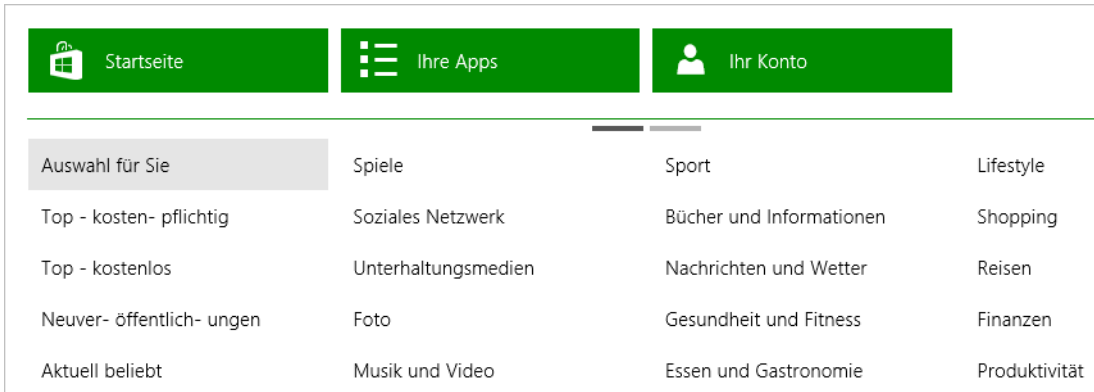 Startseite
Ihre Apps
Ihr Konto
Auswahl für Sie
Spiele
Sport
Lifestyle
Top - kosten- pflichtig
Soziales Netzwerk
Bücher und Informationen
Shopping
Top - kostenlos
Unterhaltungsmedien
Nachrichten und Wetter
Reisen
Neuver- öffentlich- ungen
Foto
Gesundheit und Fitness
Finanzen
Aktuell beliebt
Musik und Video
Essen und Gastronomie
Produktivität